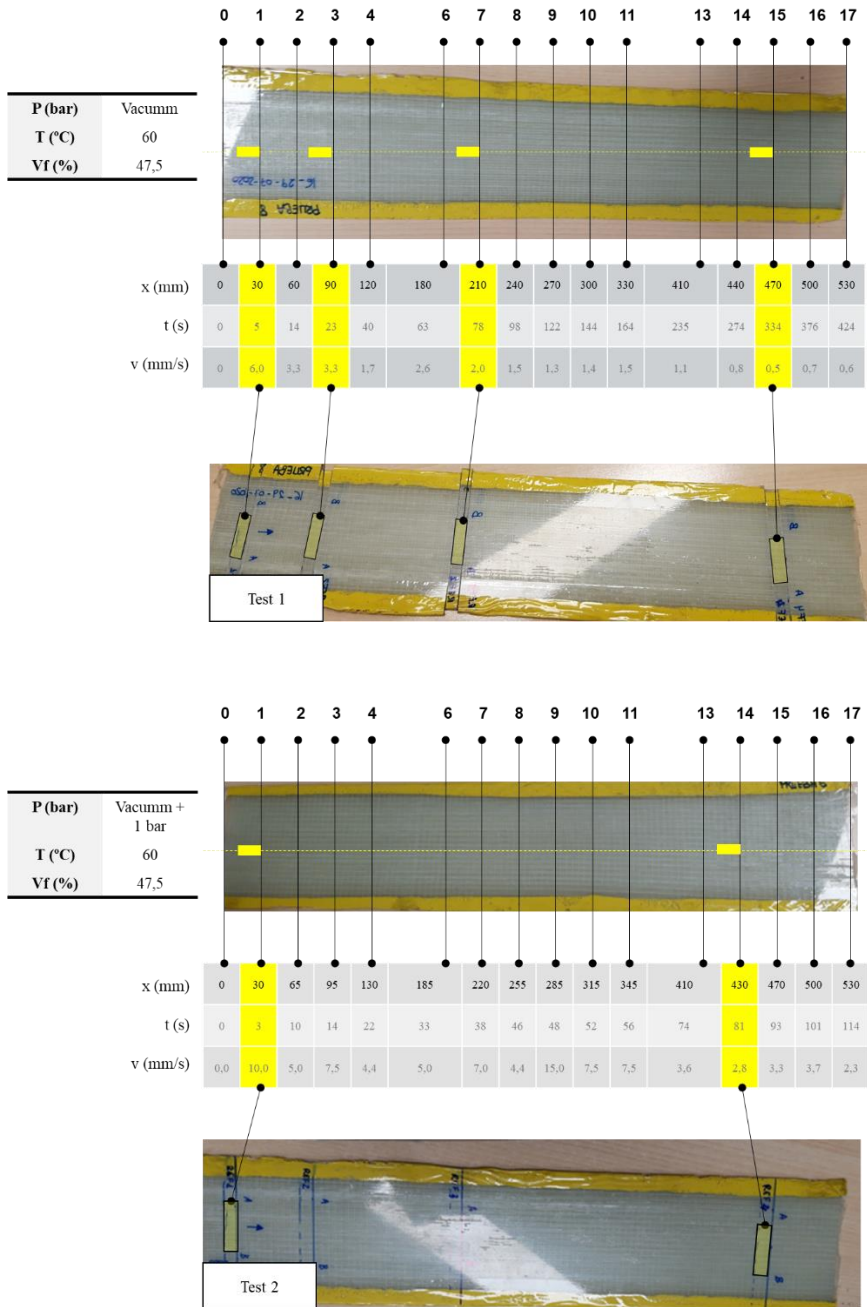 0 1 2 3 4 6 7 8 9 10 11 13 14 15 16 17
P (bar) Vacumm
T (ºC) 60
Vf (%) 47,5
16-29-07-2020
PRUEBA 8
x (mm) 0 30 60 90 120 180 210 240 270 300 330 410 440 470 500 530
t (s) 0 5 14 23 40 63 78 98 122 144 164 235 274 334 376 424
v (mm/s) 0 6,0 3,3 3,3 1,7 2,6 2,0 1,5 1,3 1,4 1,5 1,1 0,8 0,5 0,7 0,6
B B B B
A A A
Test 1
0 1 2 3 4 6 7 8 9 10 11 13 14 15 16 17
P (bar) Vacumm +
1 bar
T (ºC) 60
Vf (%) 47,5
x (mm) 0 30 65 95 130 185 220 255 285 315 345 410 430 470 500 530
t (s) 0 3 10 14 22 33 38 46 48 52 56 74 81 93 101 114
v (mm/s) 0,0 10,0 5,0 7,5 4,4 5,0 7,0 4,4 15,0 7,5 7,5 3,6 2,8 3,3 3,7 2,3
A A A A
B B B
Test 2